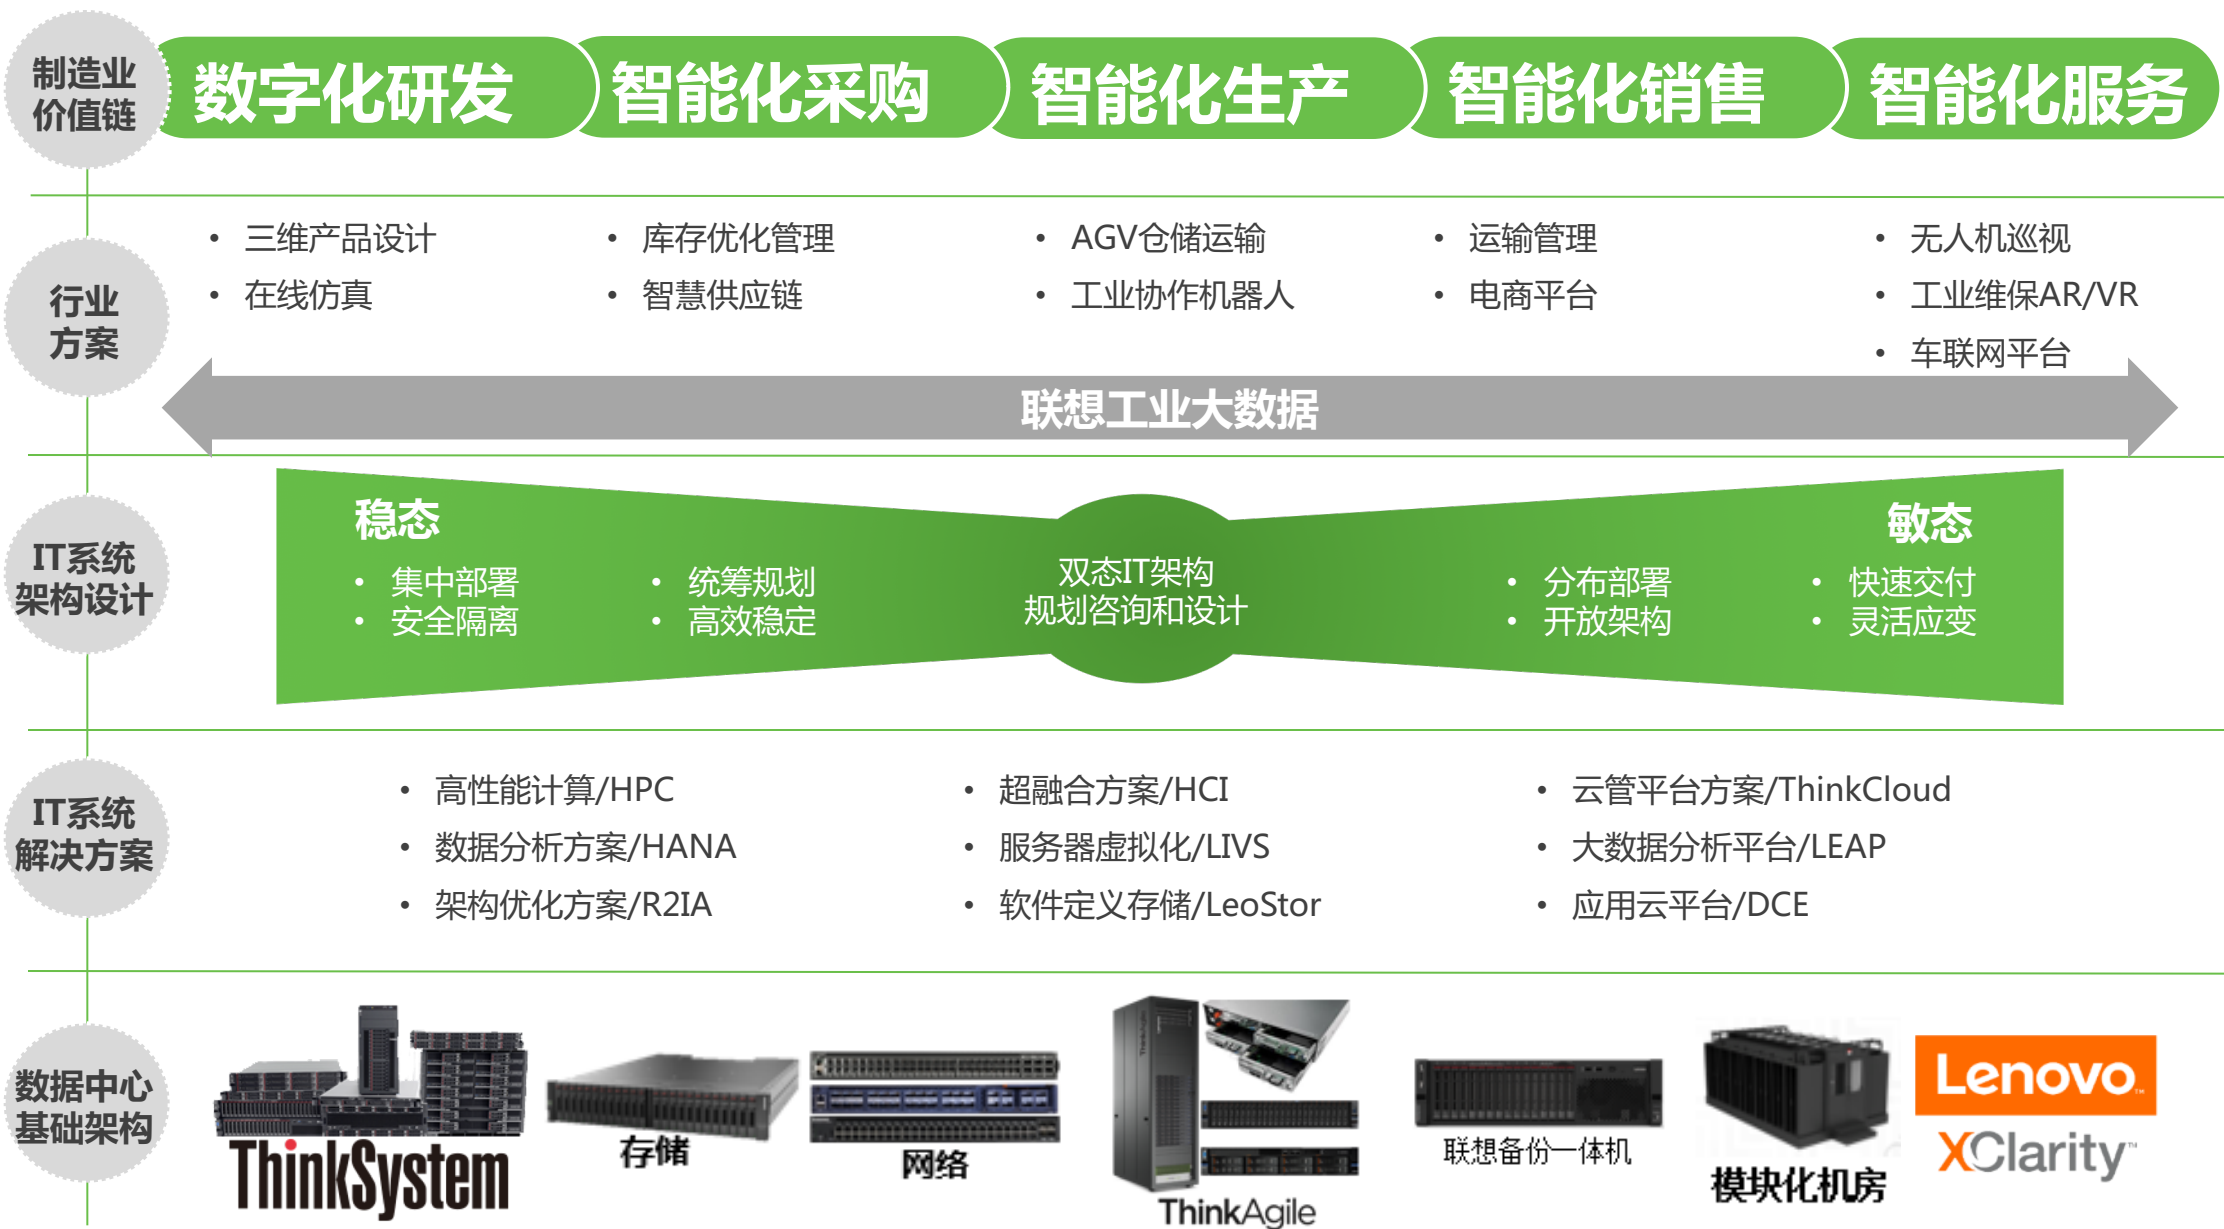 制造业
价值链
数字化研发
智能化采购
智能化生产
智能化销售
智能化服务
行业
方案
• 三维产品设计
• 在线仿真
• 库存优化管理
• 智慧供应链
• AGV仓储运输
• 工业协作机器人
• 运输管理
• 电商平台
• 无人机巡视
• 工业维保AR/VR
• 车联网平台
联想工业大数据
IT系统
架构设计
稳态
• 集中部署
• 安全隔离
• 统筹规划
• 高效稳定
双态IT架构
规划咨询和设计
敏态
• 分布部署
• 开放架构
• 快速交付
• 灵活应变
IT系统
解决方案
• 高性能计算/HPC
• 数据分析方案/HANA
• 架构优化方案/R2IA
• 超融合方案/HCI
• 服务器虚拟化/LIVS
• 软件定义存储/LeoStor
• 云管平台方案/ThinkCloud
• 大数据分析平台/LEAP
• 应用云平台/DCE
数据中心
基础架构
ThinkSystem
存储
网络
ThinkAgile
联想备份一体机
模块化机房
Lenovo™
XClarity™